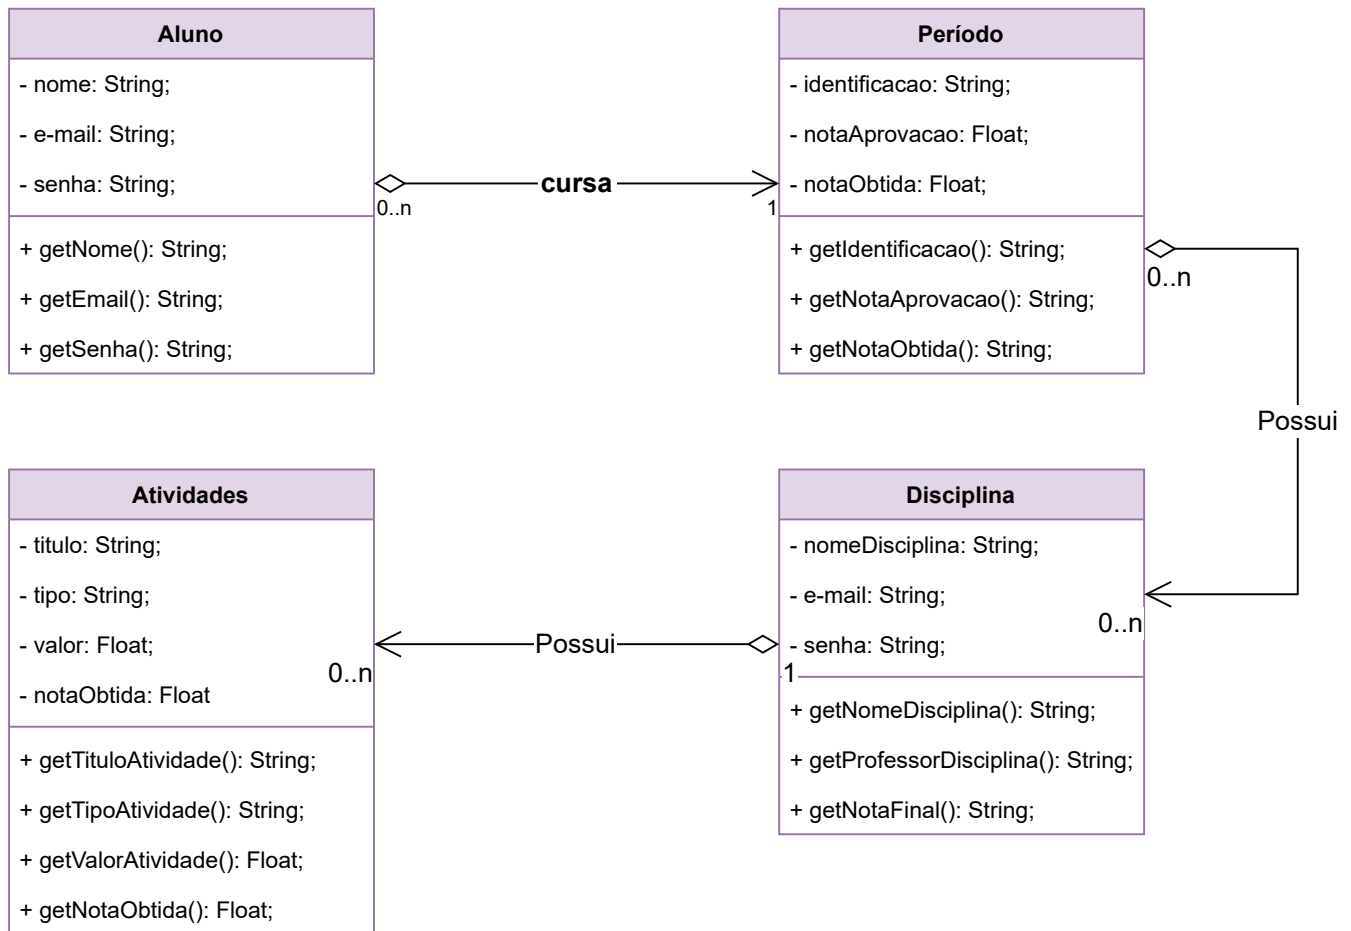 Aluno
- nome: String;
- e-mail: String;
- senha: String;
+ getNome(): String;
+ getEmail(): String;
+ getSenha(): String;
0..n
cursa
1
Período
- identificacao: String;
- notaAprovacao: Float;
- notaObtida: Float;
+ getIdentificacao(): String;
+ getNotaAprovacao(): String;
+ getNotaObtida(): String;
0..n
Possui
0..n
Disciplina
- nomeDisciplina: String;
- e-mail: String;
- senha: String;
+ getNomeDisciplina(): String;
+ getProfessorDisciplina(): String;
+ getNotaFinal(): String;
1
Possui
0..n
Atividades
- titulo: String;
- tipo: String;
- valor: Float;
- notaObtida: Float
+ getTituloAtividade(): String;
+ getTipoAtividade(): String;
+ getValorAtividade(): Float;
+ getNotaObtida(): Float;